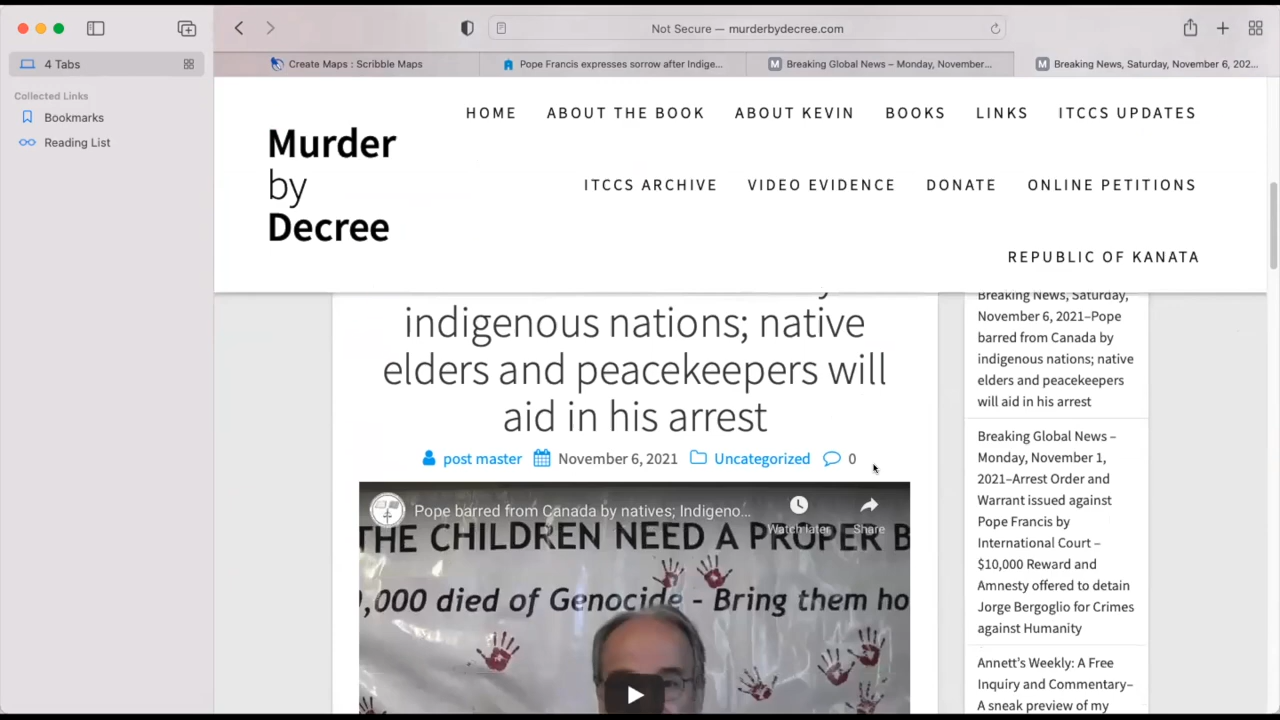 Not Secure — murderbydecree.com
4 Tabs
Create Maps : Scribble Maps
Pope Francis expresses sorrow after Indige...
Breaking Global News – Monday, November...
Breaking News, Saturday, November 6, 202...
Collected Links
Bookmarks
Reading List
HOME ABOUT THE BOOK ABOUT KEVIN BOOKS LINKS ITCCS UPDATES
Murder
by
Decree
ITCCS ARCHIVE VIDEO EVIDENCE DONATE ONLINE PETITIONS
REPUBLIC OF KANATA
indigenous nations; native
elders and peacekeepers will
aid in his arrest
post master November 6, 2021 Uncategorized 0
Pope barred from Canada by natives; Indigeno...
Watch later
Share
THE CHILDREN NEED A PROPER B
,000 died of Genocide - Bring them ho
Breaking News, Saturday,
November 6, 2021–Pope
barred from Canada by
indigenous nations; native
elders and peacekeepers
will aid in his arrest
Breaking Global News –
Monday, November 1,
2021–Arrest Order and
Warrant issued against
Pope Francis by
International Court –
$10,000 Reward and
Amnesty offered to detain
Jorge Bergoglio for Crimes
against Humanity
Annett's Weekly: A Free
Inquiry and Commentary–
A sneak preview of my